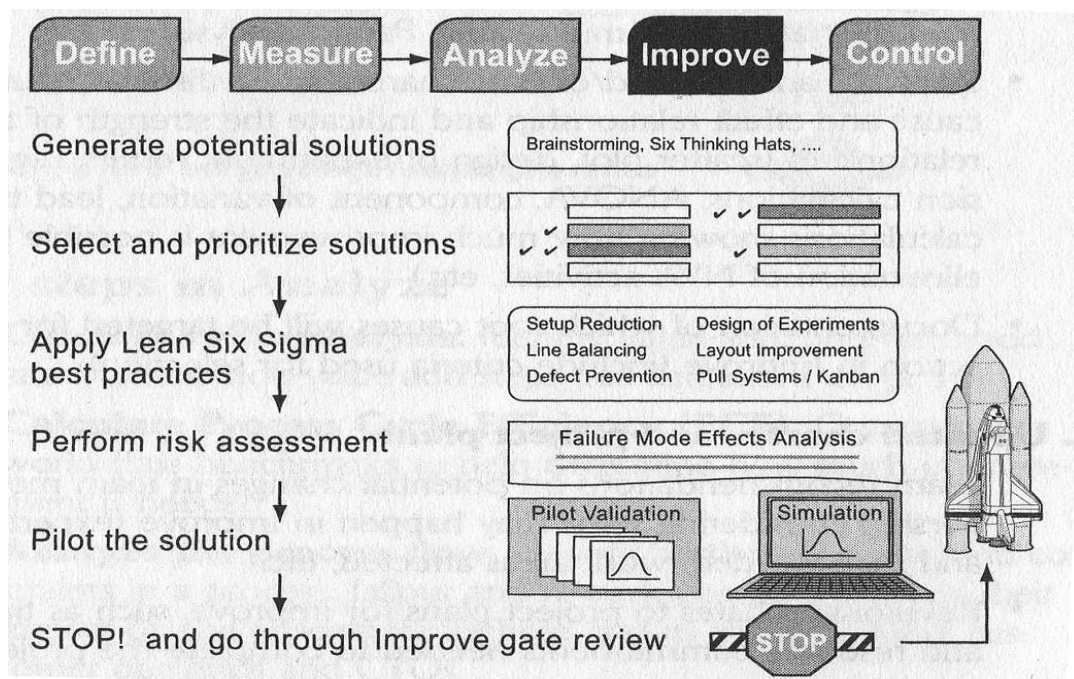 Define Measure Analyze Improve Control
Generate potential solutions
Brainstorming, Six Thinking Hats, ....
Select and prioritize solutions
Apply Lean Six Sigma
best practices
Setup Reduction Design of Experiments
Line Balancing Layout Improvement
Defect Prevention Pull Systems / Kanban
Perform risk assessment
Failure Mode Effects Analysis
Pilot the solution
Pilot Validation Simulation
STOP! and go through Improve gate review
STOP